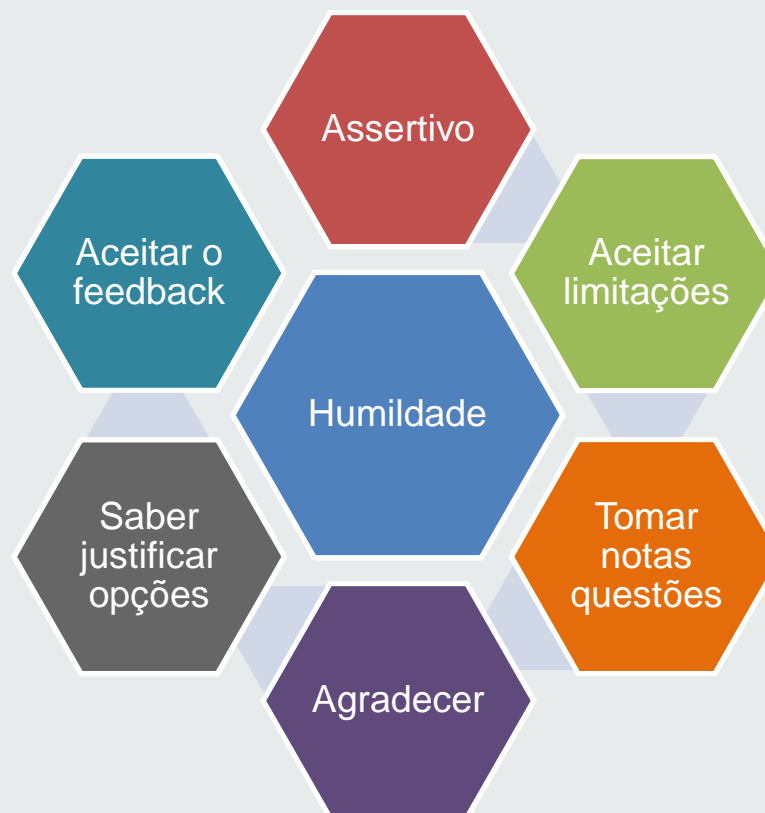 Assertivo
Aceitar o
feedback
Aceitar
limitações
Humildade
Saber
justificar
opções
Tomar
notas
questões
Agradecer